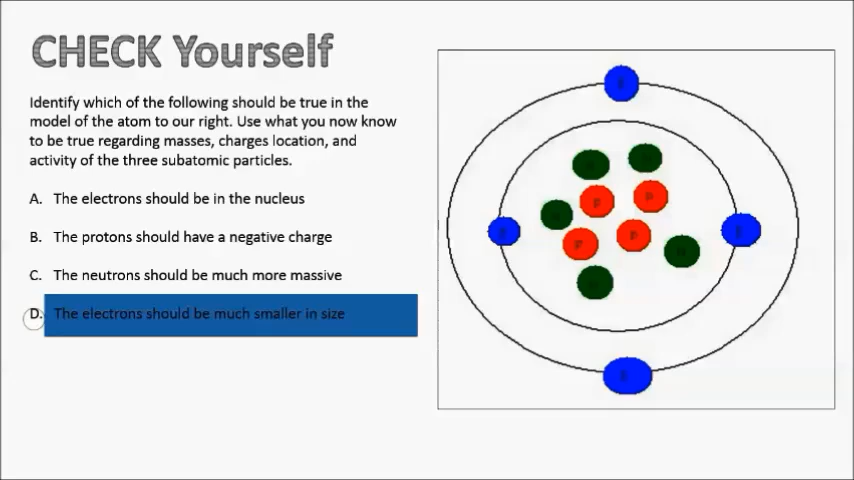 CHECK Yourself
Identify which of the following should be true in the
model of the atom to our right. Use what you now know
to be true regarding masses, charges location, and
activity of the three subatomic particles.
A. The electrons should be in the nucleus
B. The protons should have a negative charge
C. The neutrons should be much more massive
D. The electrons should be much smaller in size
P
P
P
P